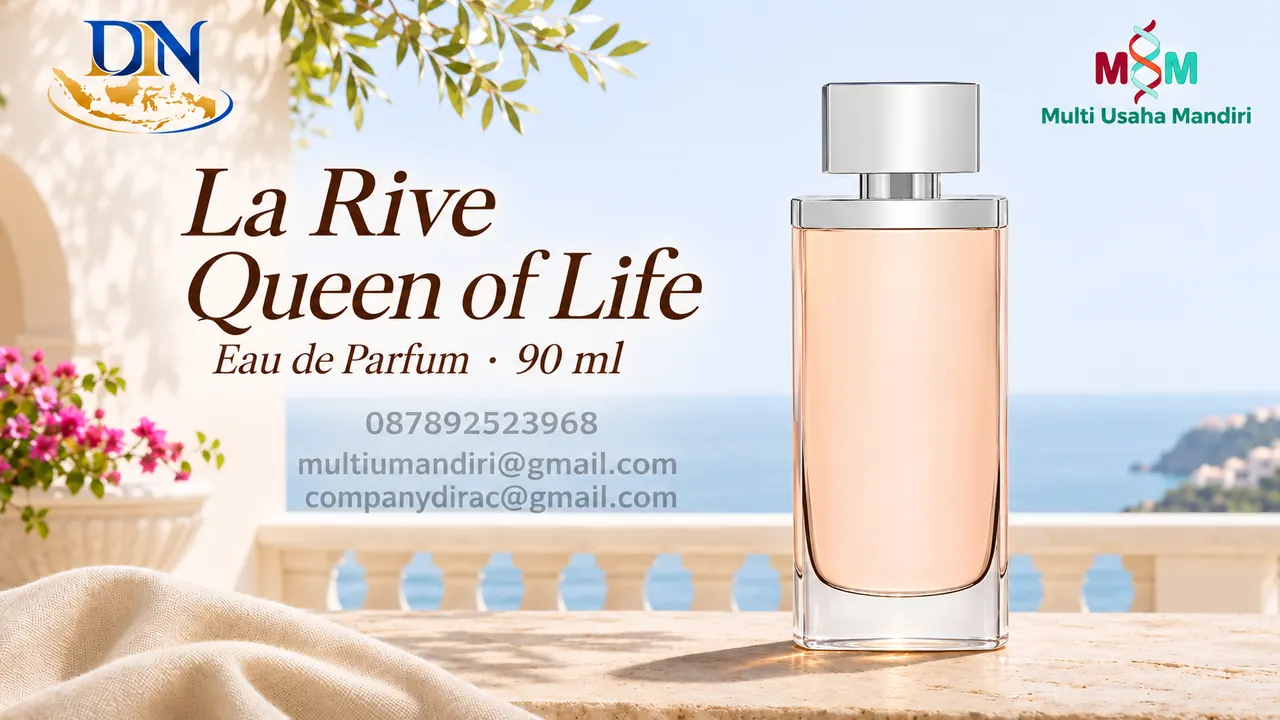 DN
MM
Multi Usaha Mandiri
La Rive
Queen of Life
Eau de Parfum · 90 ml
087892523968
multiumandiri@gmail.com
companydirac@gmail.com